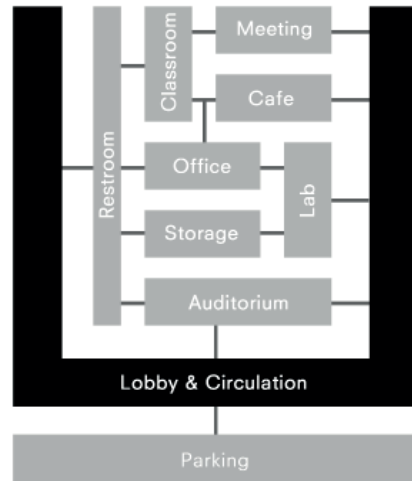 Meeting
Classroom
Cafe
Restroom
Office
Lab
Storage
Auditorium
Lobby & Circulation
Parking